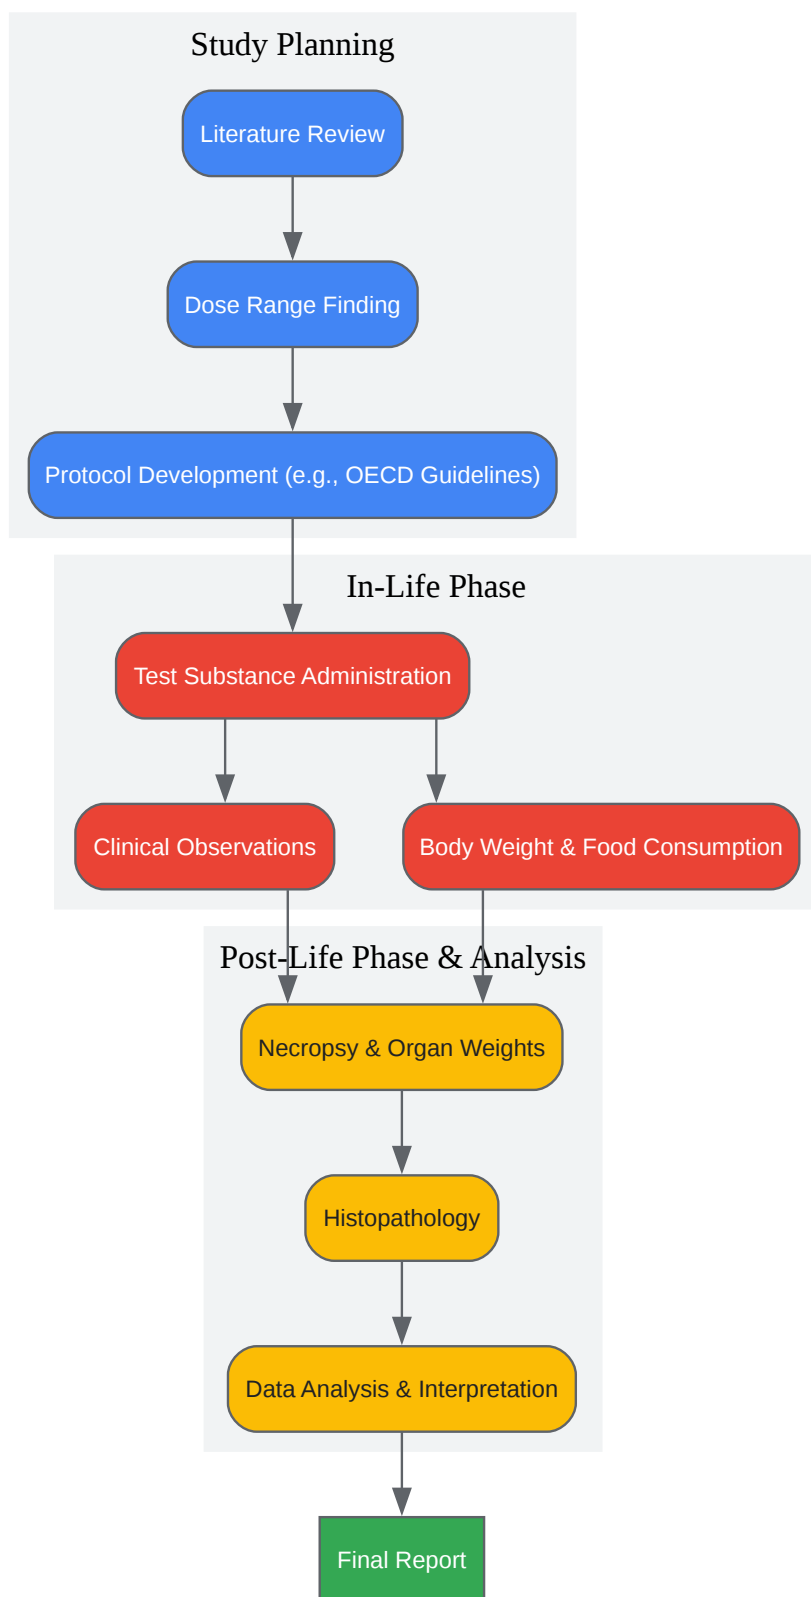 Study Planning
Literature Review
Dose Range Finding
Protocol Development (e.g., OECD Guidelines)
In-Life Phase
Test Substance Administration
Clinical Observations
Body Weight & Food Consumption
Post-Life Phase & Analysis
Necropsy & Organ Weights
Histopathology
Data Analysis & Interpretation
Final Report